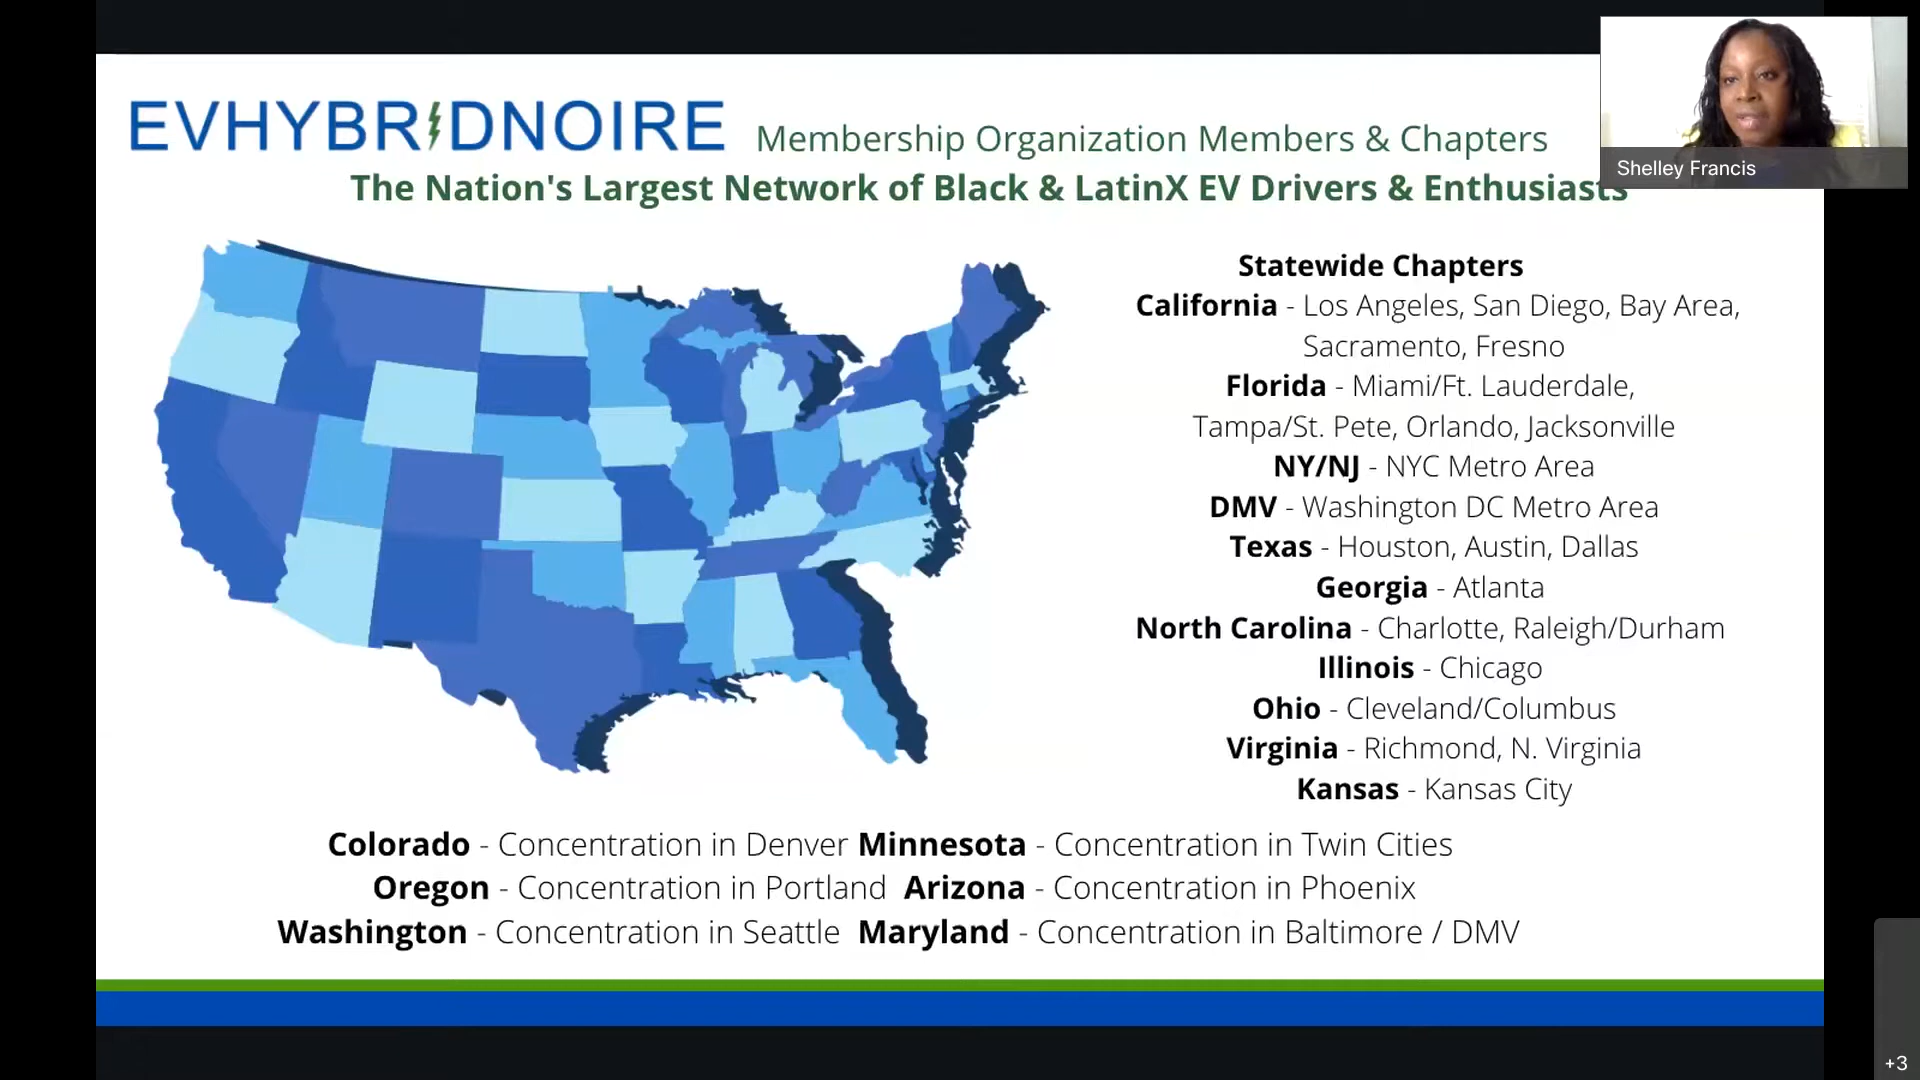 EVHYBRIDNOIRE Membership Organization Members & Chapters
The Nation's Largest Network of Black & LatinX EV Drivers & Enthusiasts
Shelley Francis
Statewide Chapters
California - Los Angeles, San Diego, Bay Area,
Sacramento, Fresno
Florida - Miami/Ft. Lauderdale,
Tampa/St. Pete, Orlando, Jacksonville
NY/NJ - NYC Metro Area
DMV - Washington DC Metro Area
Texas - Houston, Austin, Dallas
Georgia - Atlanta
North Carolina - Charlotte, Raleigh/Durham
Illinois - Chicago
Ohio - Cleveland/Columbus
Virginia - Richmond, N. Virginia
Kansas - Kansas City
Colorado - Concentration in Denver Minnesota - Concentration in Twin Cities
Oregon - Concentration in Portland Arizona - Concentration in Phoenix
Washington - Concentration in Seattle Maryland - Concentration in Baltimore / DMV
+3